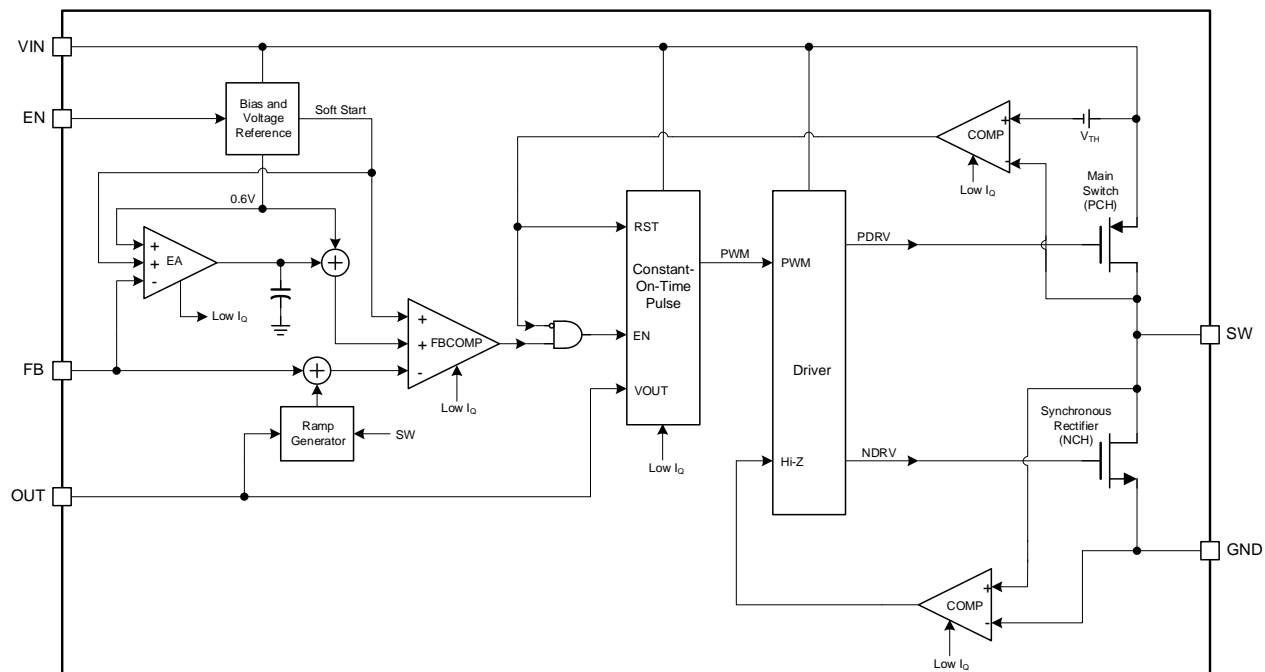 VIN
EN
Bias and
Voltage
Reference
Soft Start
0.6V
+
+
-
EA
Low IQ
+
FB
+
Ramp
Generator
SW
OUT
+
+
-
FBCOMP
Low IQ
RST
Constant-
On-Time
Pulse
EN
VOUT
Low IQ
PWM
PWM
Driver
Hi-Z
PDRV
NDRV
COMP
+
-
Low IQ
VTH
Main
Switch
(PCH)
SW
Synchronous
Rectifier
(NCH)
GND
COMP
+
-
Low IQ